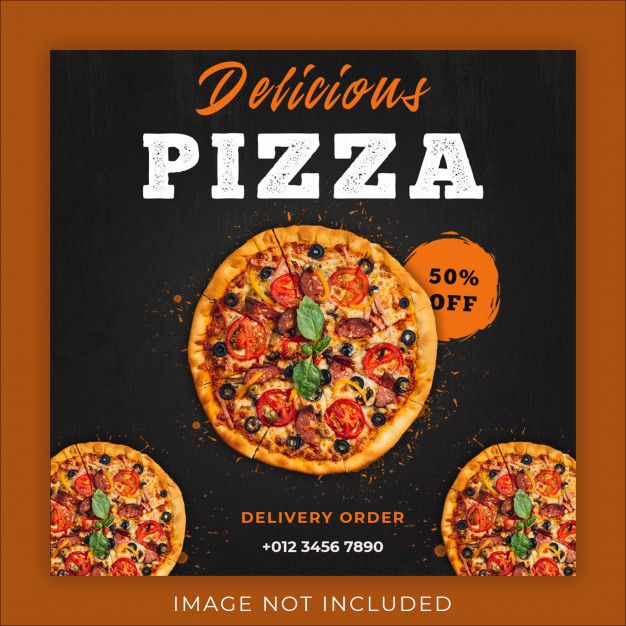 Delicious
PIZZA
50%
OFF
DELIVERY ORDER
+012 3456 7890
IMAGE NOT INCLUDED